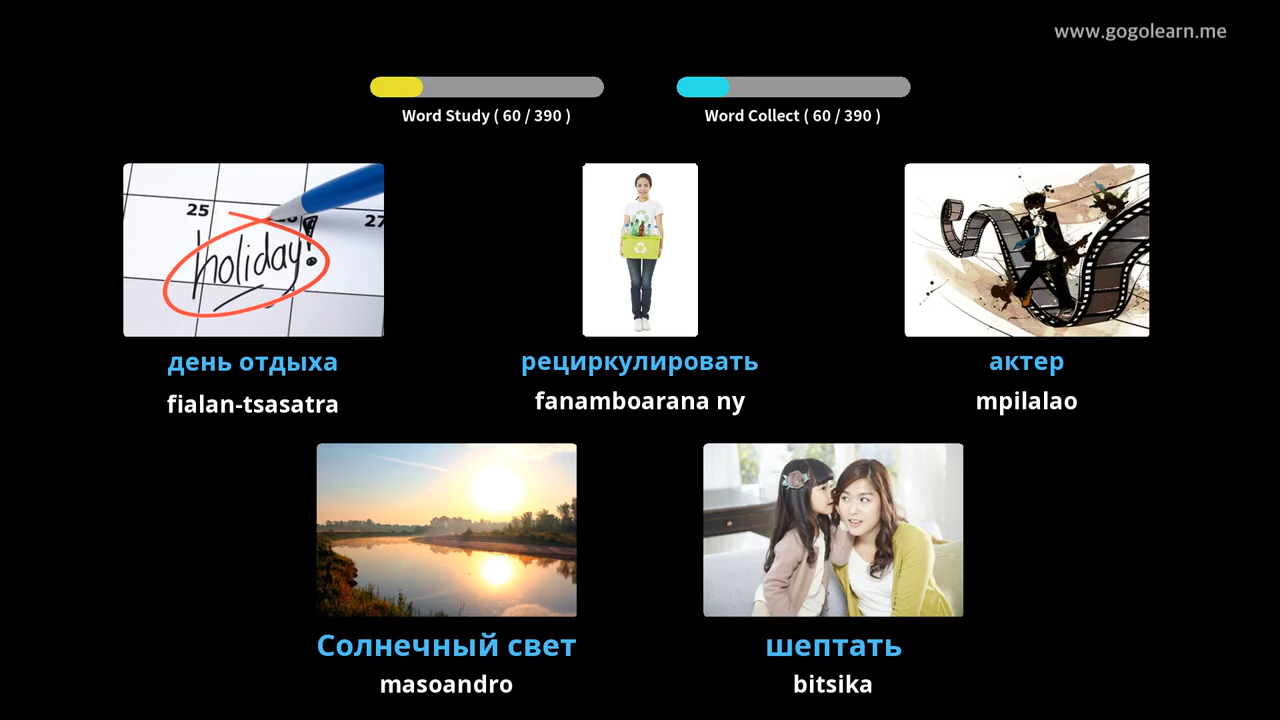 www.gogolearn.me
Word Study ( 60 / 390 )
Word Collect ( 60 / 390 )
25
27
holiday!
день отдыха
рециркулировать
актер
fialan-tsasatra
fanamboarana ny
mpilalao
Солнечный свет
шептать
masoandro
bitsika